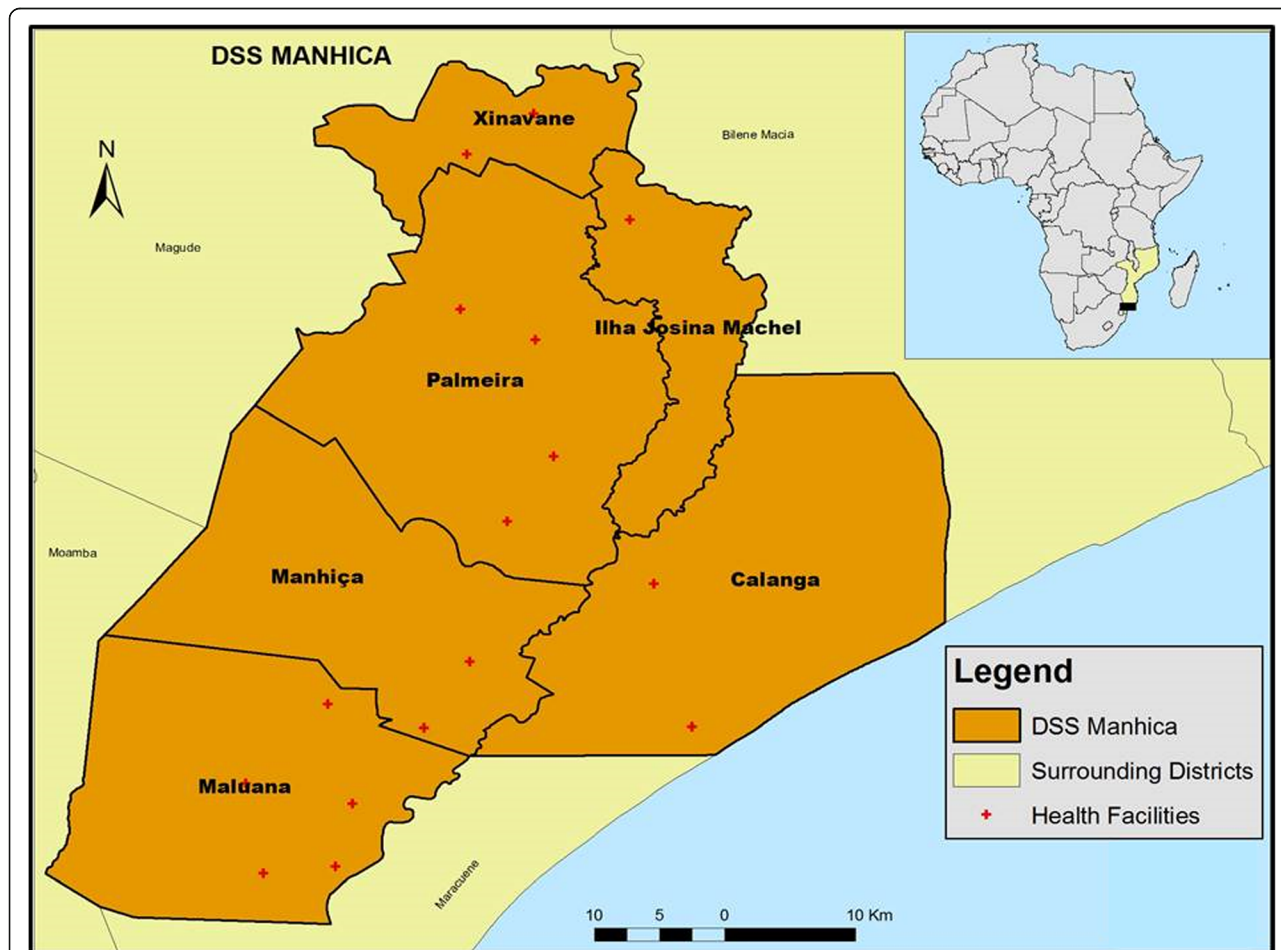 DSS MANHICA
Xinavane
Bilene Macia
N
Magude
Ilha Josina Machel
Palmeira
Moamba
Manhiça
Calanga
Maluana
Maracuene
Legend
DSS Manhica
Surrounding Districts
Health Facilities
10 5 0 10 Km